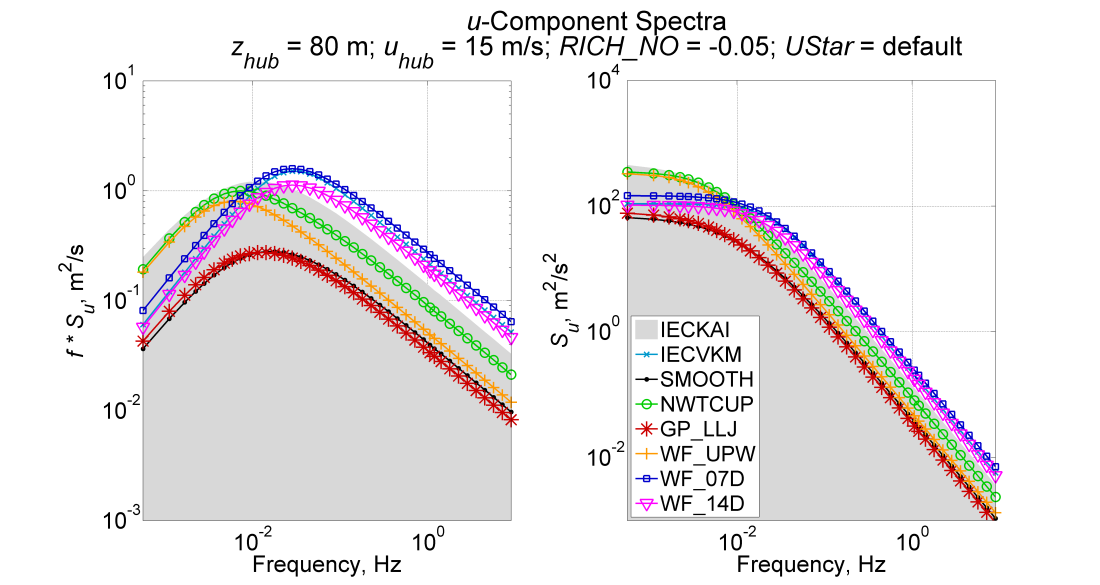 u-Component Spectra
z_hub = 80 m; u_hub = 15 m/s; RICH_NO = -0.05; UStar = default
10^1
10^0
10^-1
10^-2
10^-3
f * S_u, m^2/s
10^-2
10^0
Frequency, Hz
10^4
10^2
10^0
10^-2
S_u, m^2/s^2
IECKAI
IECVKM
SMOOTH
NWTCUP
GP_LLJ
WF_UPW
WF_07D
WF_14D
10^-2
10^0
Frequency, Hz